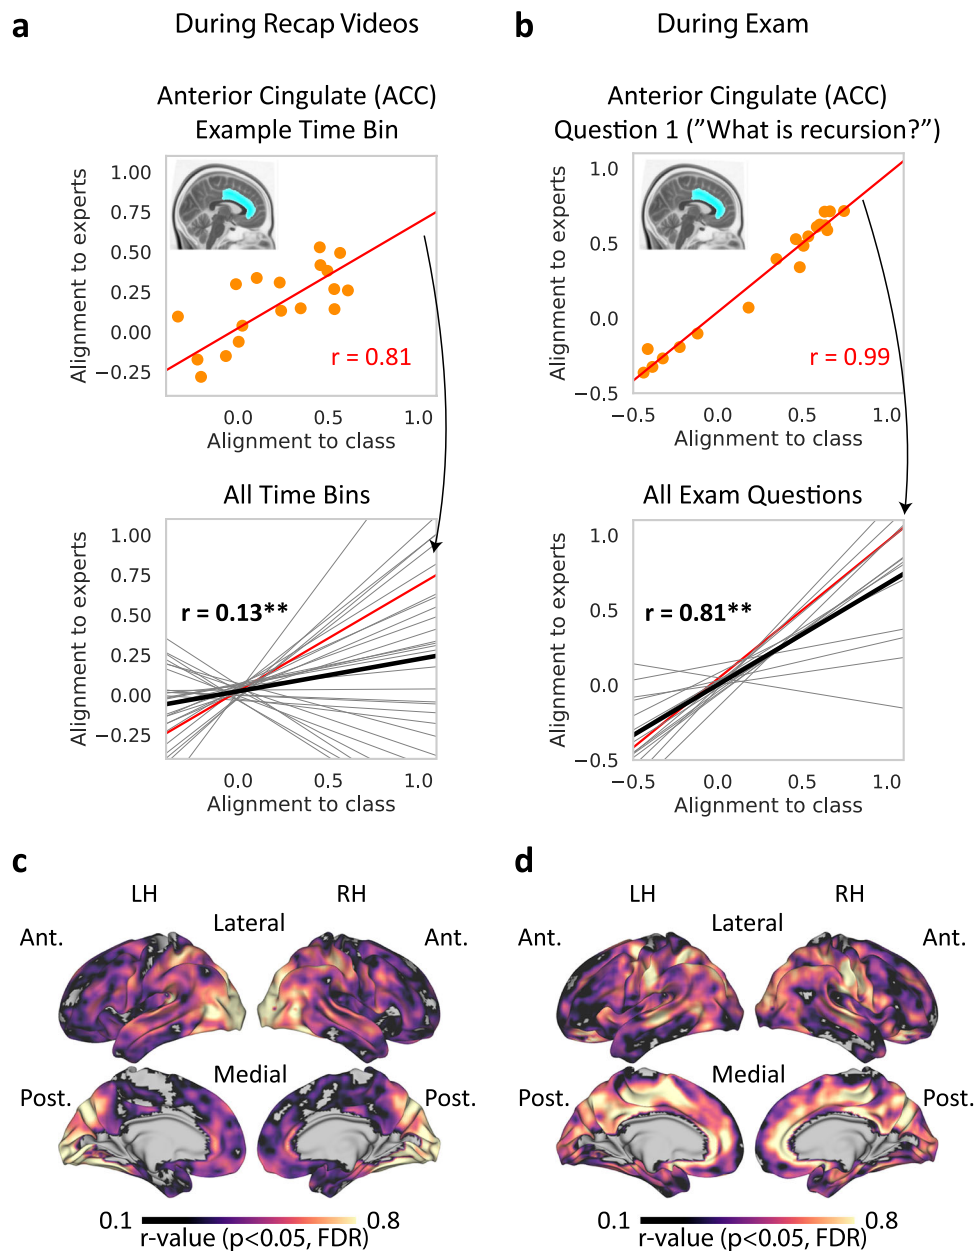 a
During Recap Videos
b
During Exam
Anterior Cingulate (ACC)
Example Time Bin
Alignment to experts
1.00
0.75
0.50
0.25
0.00
−0.25
r = 0.81
0.0
0.5
1.0
Alignment to class
Anterior Cingulate (ACC)
Question 1 (”What is recursion?”)
Alignment to experts
1.0
0.5
0.0
−0.5
r = 0.99
−0.5
0.0
0.5
1.0
Alignment to class
All Time Bins
Alignment to experts
1.00
0.75
0.50
0.25
0.00
−0.25
r = 0.13**
0.0
0.5
1.0
Alignment to class
All Exam Questions
Alignment to experts
1.0
0.5
0.0
−0.5
r = 0.81**
−0.5
0.0
0.5
1.0
Alignment to class
c
LH
RH
Lateral
Ant.
Ant.
Medial
Post.
Post.
0.1
0.8
r-value (p<0.05, FDR)
d
LH
RH
Lateral
Ant.
Ant.
Medial
Post.
Post.
0.1
0.8
r-value (p<0.05, FDR)